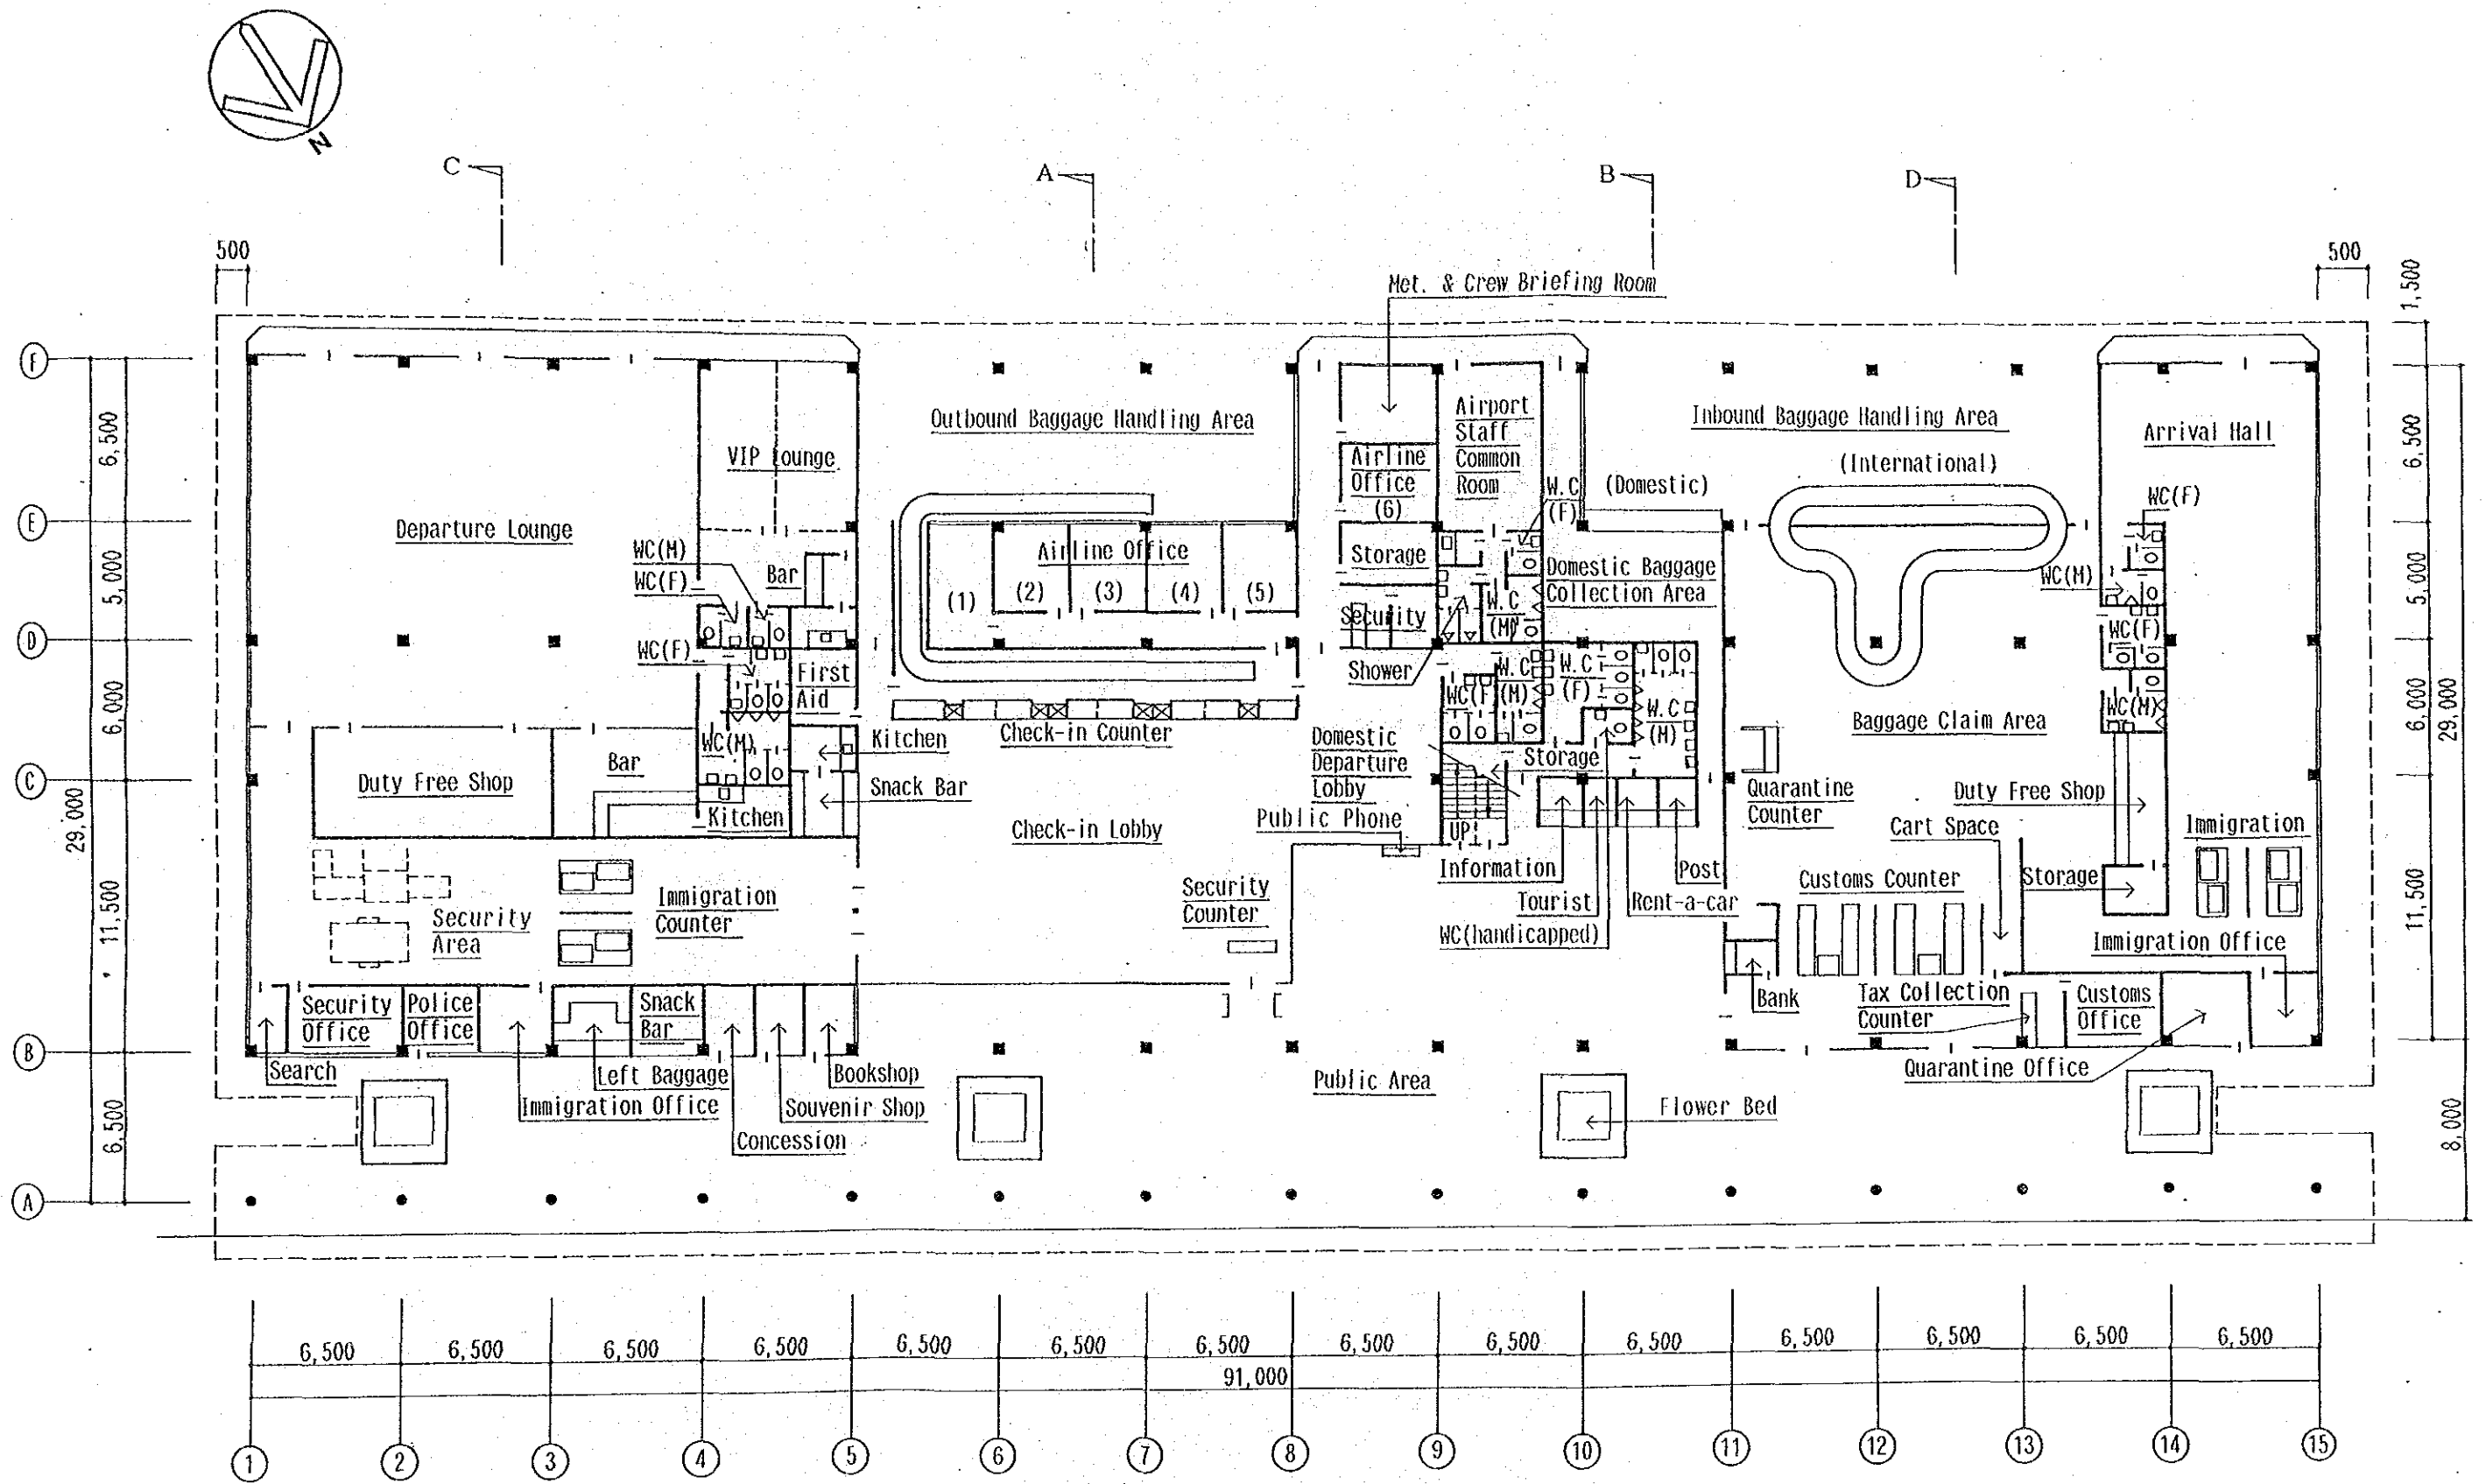 N
C
A
B
D
500
500
1,500
Met. & Crew Briefing Room
F
E
D
C
B
A
6,500
5,000
6,000
11,500
29,000
6,500
6,500
5,000
6,000
11,500
29,000
8,000
Departure Lounge
VIP Lounge
WC(M)
WC(F)
Bar
WC(F)
First
Aid
WC(M)
Kitchen
Snack Bar
Kitchen
Duty Free Shop
Bar
Outbound Baggage Handling Area
Airline Office
(1)
(2)
(3)
(4)
(5)
Check-in Counter
Check-in Lobby
Airline
Office
(6)
Storage
Security
Shower
Airport
Staff
Common
Room
W.C
(F)
W.C
(M)
WC(F
W.C
(M)
W.C
(F)
W.C
(M)
(Domestic)
Domestic Baggage
Collection Area
Inbound Baggage Handling Area
(International)
Arrival Hall
WC(F)
WC(M)
WC(F)
WC(M)
Baggage Claim Area
Domestic
Departure
Lobby
Public Phone
Storage
UP
Information
Tourist
WC(handicapped)
Rent-a-car
Post
Quarantine
Counter
Duty Free Shop
Cart Space
Immigration
Customs Counter
Storage
Immigration Office
Security
Area
Immigration
Counter
Security
Counter
Security
Office
Police
Office
Snack
Bar
Search
Left Baggage
Immigration Office
Concession
Souvenir Shop
Bookshop
Public Area
Flower Bed
Bank
Tax Collection
Counter
Customs
Office
Quarantine Office
6,500
6,500
6,500
6,500
6,500
6,500
6,500
6,500
6,500
6,500
6,500
6,500
6,500
6,500
91,000
1
2
3
4
5
6
7
8
9
10
11
12
13
14
15